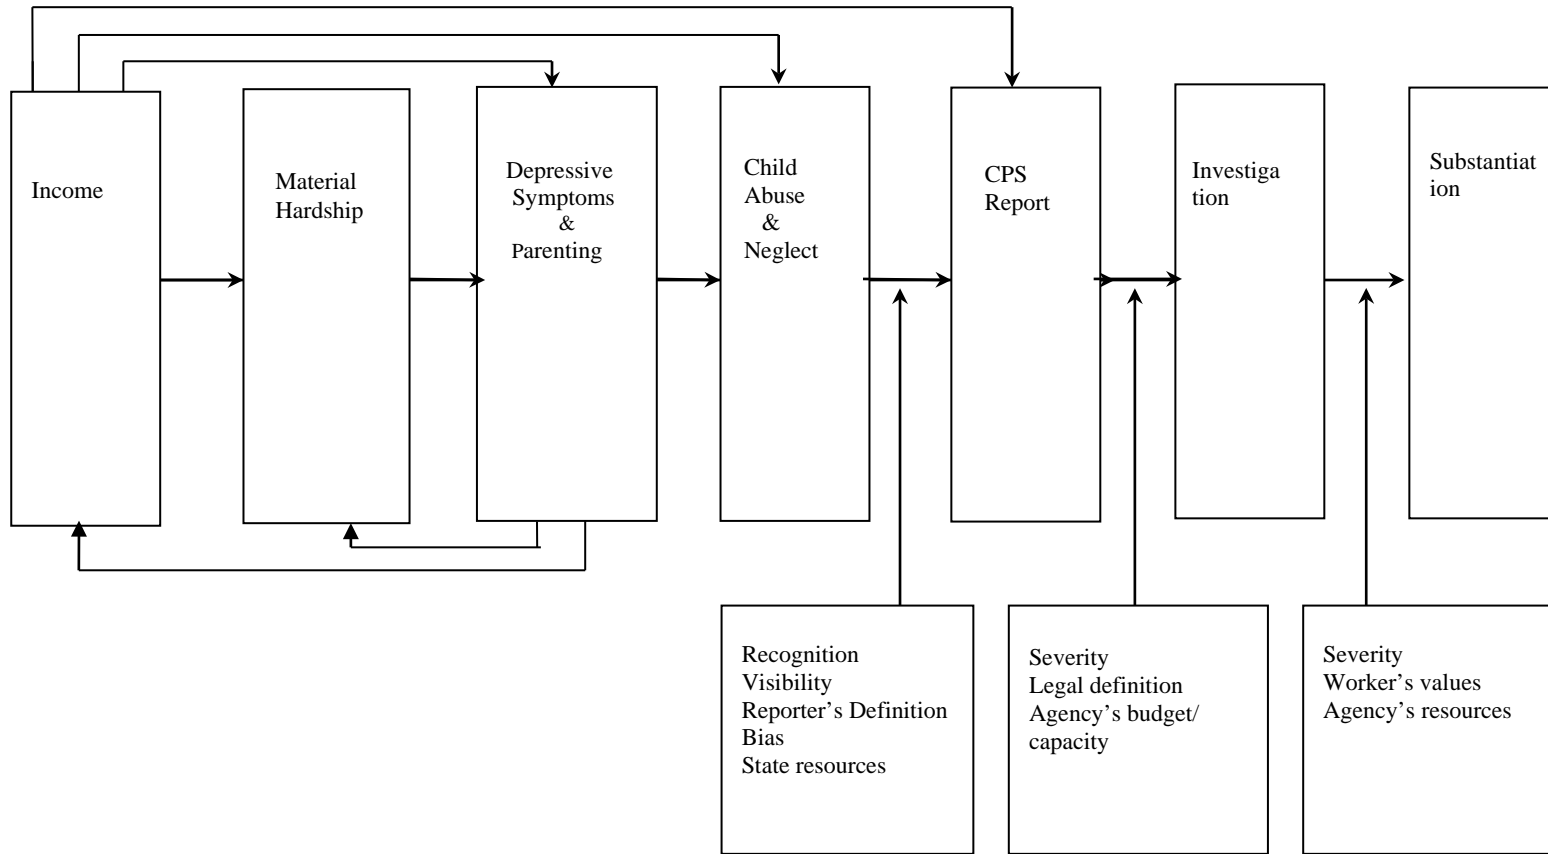 Income
Material
Hardship
Depressive
Symptoms
&
Parenting
Child
Abuse
&
Neglect
CPS
Report
Investiga
tion
Substantiat
ion
Recognition
Visibility
Reporter’s Definition
Bias
State resources
Severity
Legal definition
Agency’s budget/
capacity
Severity
Worker’s values
Agency’s resources